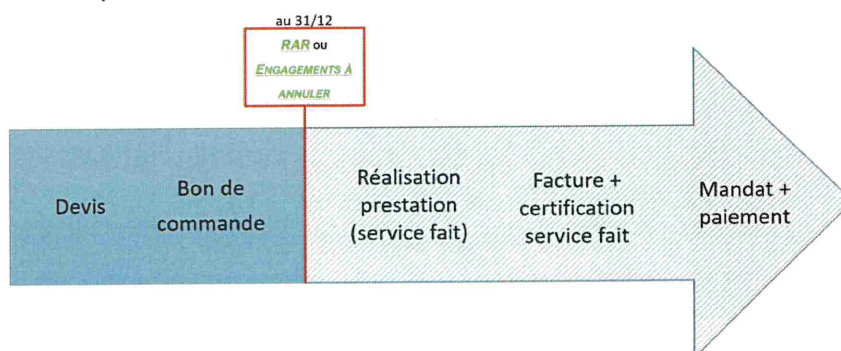 au 31/12
RAR ou
ENGAGEMENTS À
ANNULER
Devis
Bon de
commande
Réalisation
prestation
(service fait)
Facture +
certification
service fait
Mandat +
paiement